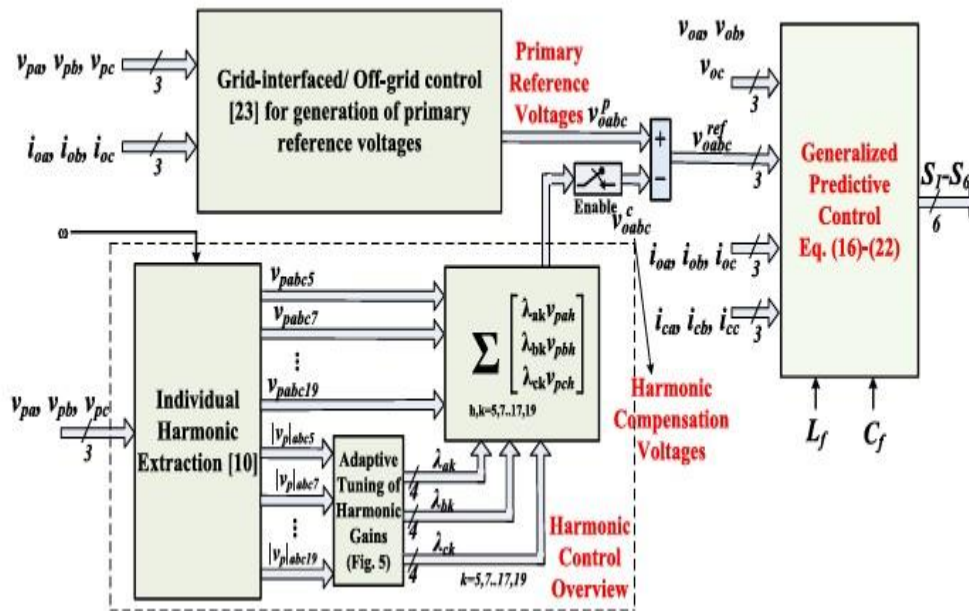 v_pa, v_pb, v_pc
3
i_oa, i_ob, i_oc
3
Grid-interfaced/ Off-grid control
[23] for generation of primary
reference voltages
Primary
Reference
Voltages
v_oabc^p
+
−
Enable
v_oabc^c
v_oabc^ref
3
v_oa, v_ob,
v_oc
3
i_oa, i_ob, i_oc
3
i_ca, i_cb, i_cc
3
Generalized
Predictive
Control
Eq. (16)-(22)
S_1-S_6
6
L_f
C_f
ω
v_pa, v_pb, v_pc
3
Individual
Harmonic
Extraction [10]
v_pabc5
v_pabc7
⋮
v_pabc19
|v_p|_abc5
|v_p|_abc7
⋮
|v_p|_abc19
Adaptive
Tuning of
Harmonic
Gains
(Fig. 5)
λ_ak
4
λ_bk
4
λ_ck
4
k=5,7..17,19
Σ
λ_ak v_pah
λ_bk v_pbh
λ_ck v_pch
h,k=5,7..17,19
Harmonic
Compensation
Voltages
Harmonic
Control
Overview